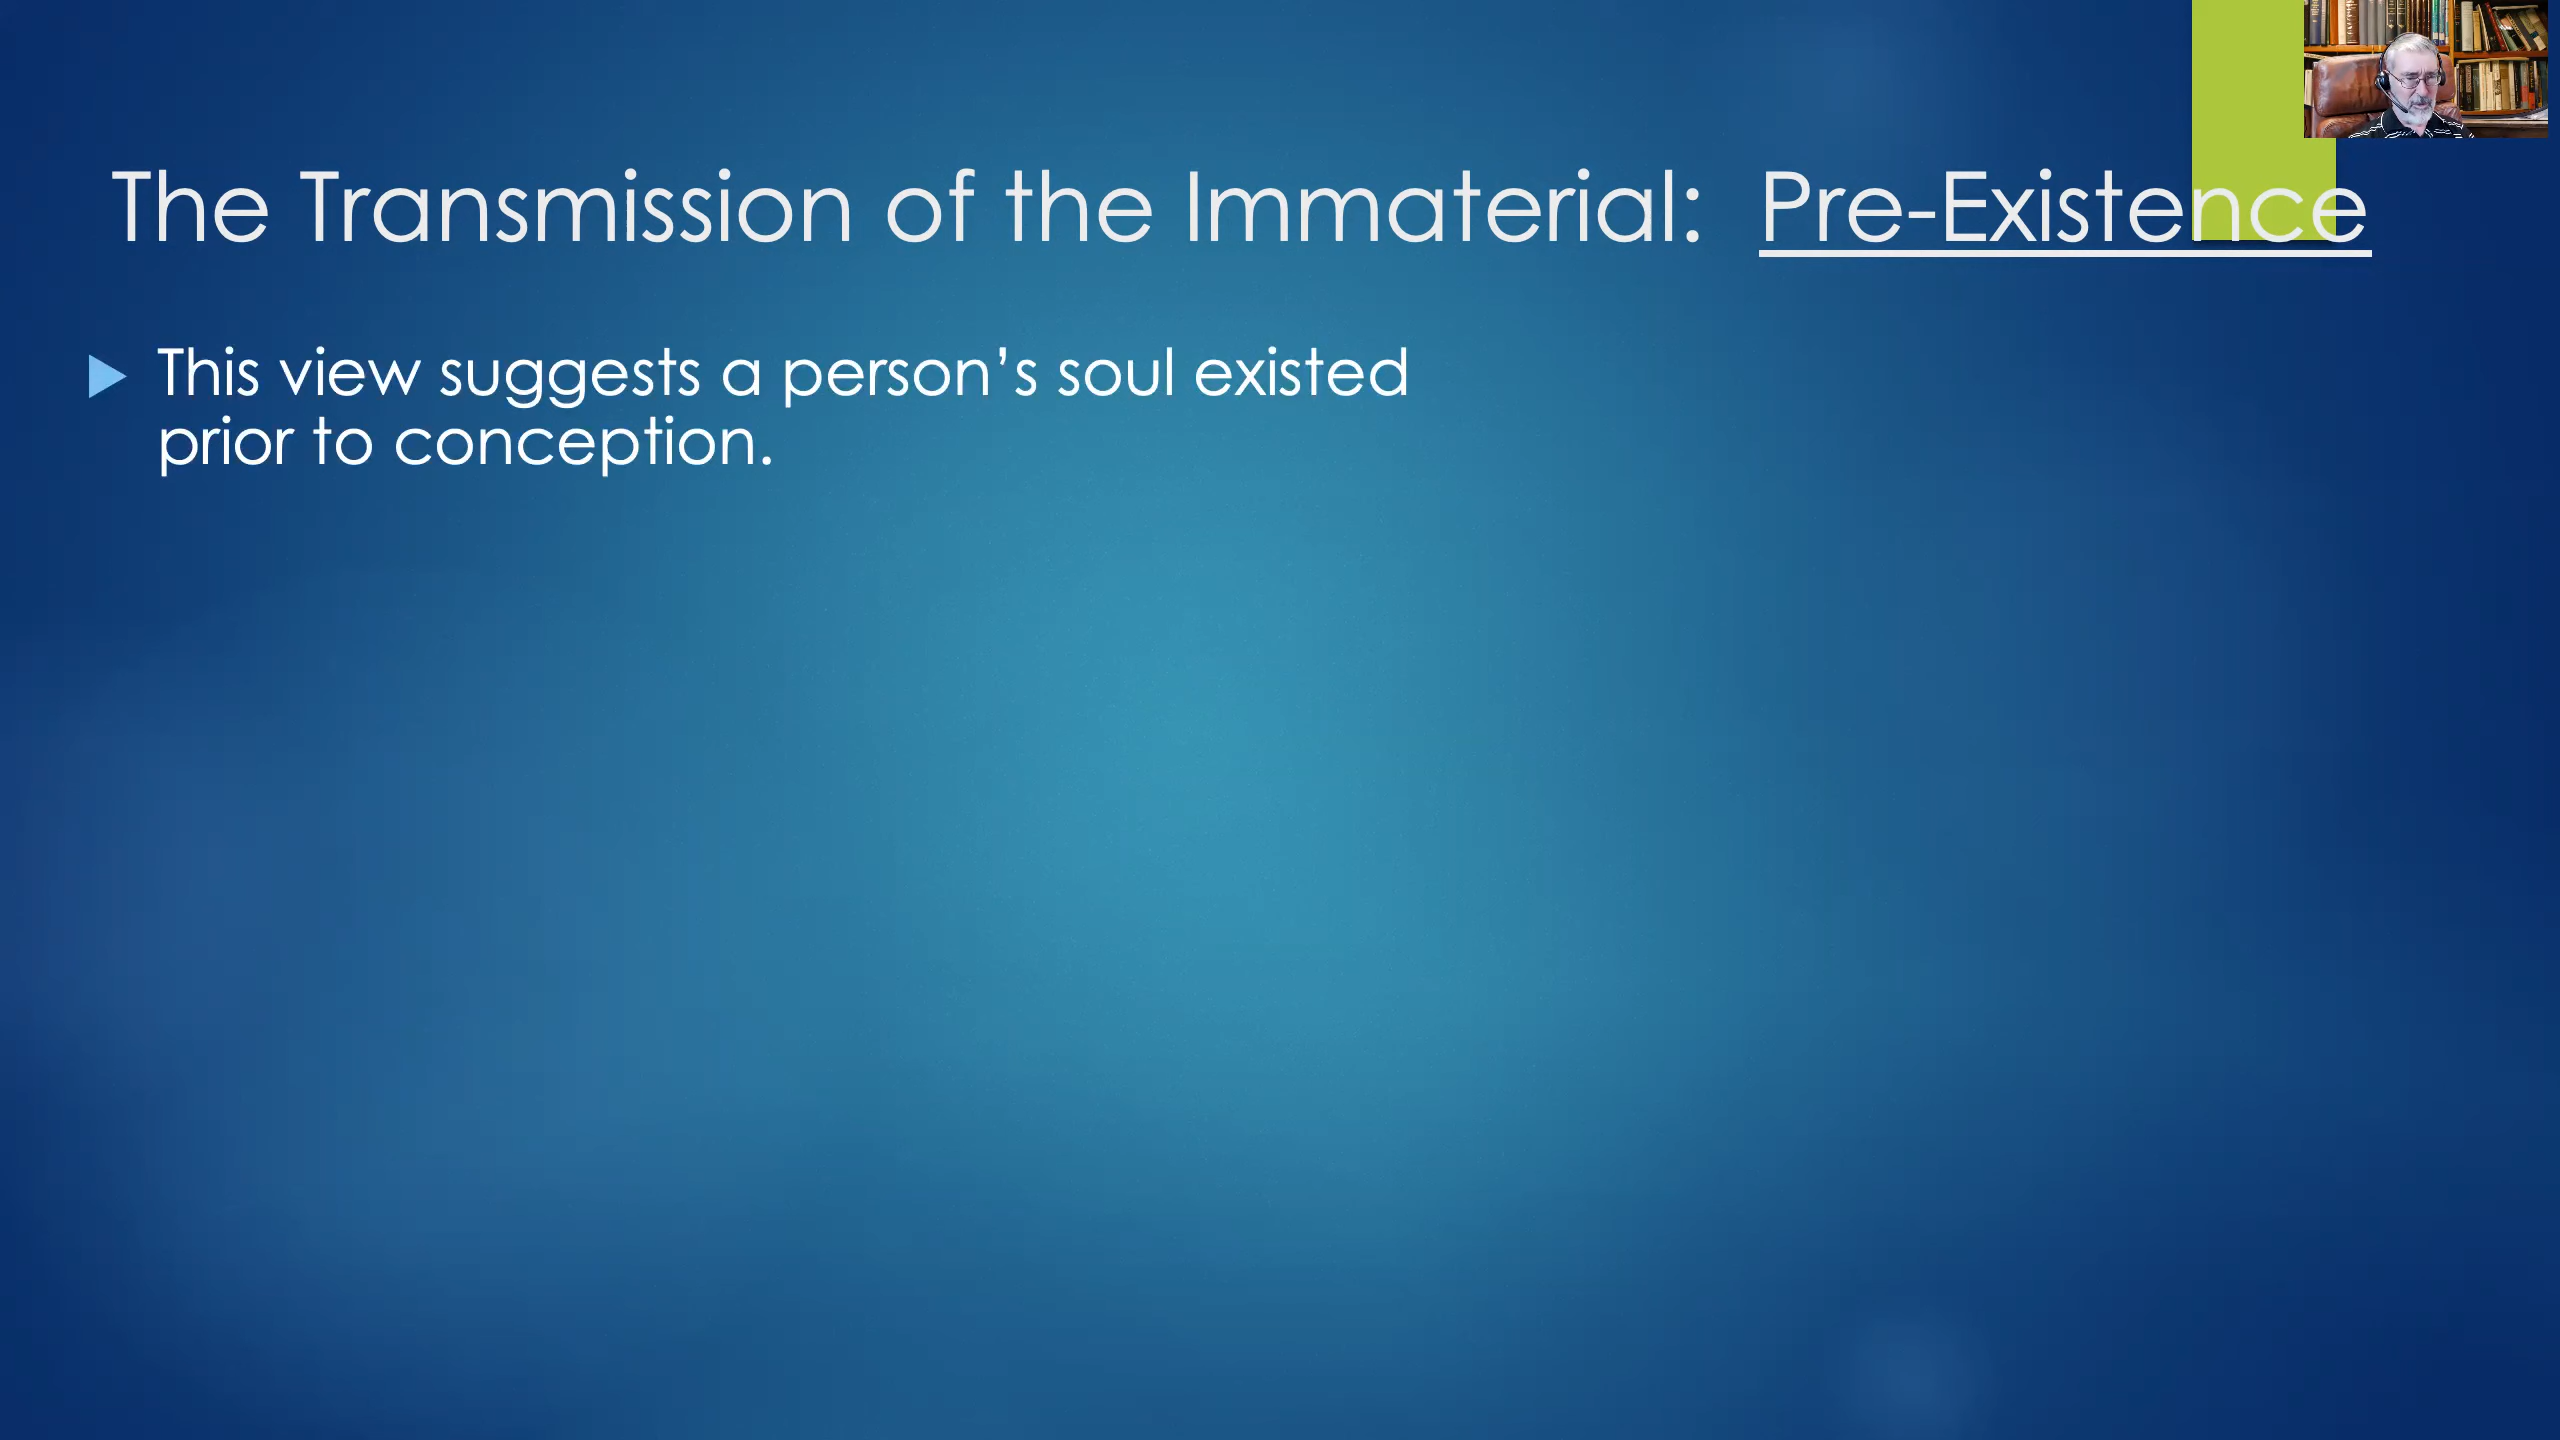 The Transmission of the Immaterial: Pre-Existence
This view suggests a person’s soul existed
prior to conception.